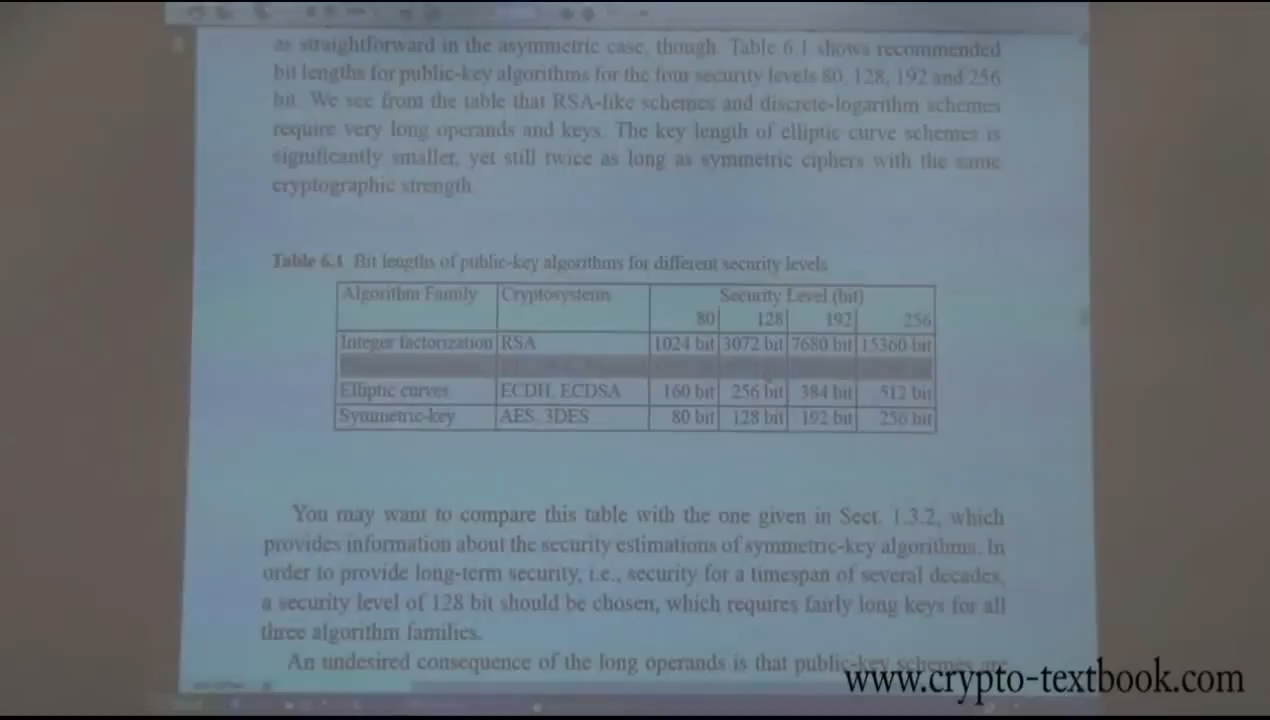 as straightforward in the asymmetric case, though. Table 6.1 shows recommended
bit lengths for public-key algorithms for the four security levels 80, 128, 192 and 256
bit. We see from the table that RSA-like schemes and discrete-logarithm schemes
require very long operands and keys. The key length of elliptic curve schemes is
significantly smaller, yet still twice as long as symmetric ciphers with the same
cryptographic strength.
Table 6.1 Bit lengths of public-key algorithms for different security levels
Algorithm Family Cryptosystems Security Level (bit)
80 128 192 256
Integer factorization RSA 1024 bit 3072 bit 7680 bit 15360 bit
Elliptic curves ECDH, ECDSA 160 bit 256 bit 384 bit 512 bit
Symmetric-key AES, 3DES 80 bit 128 bit 192 bit 256 bit
You may want to compare this table with the one given in Sect. 1.3.2, which
provides information about the security estimations of symmetric-key algorithms. In
order to provide long-term security, i.e., security for a timespan of several decades,
a security level of 128 bit should be chosen, which requires fairly long keys for all
three algorithm families.
An undesired consequence of the long operands is that public-key schemes are
www.crypto-textbook.com